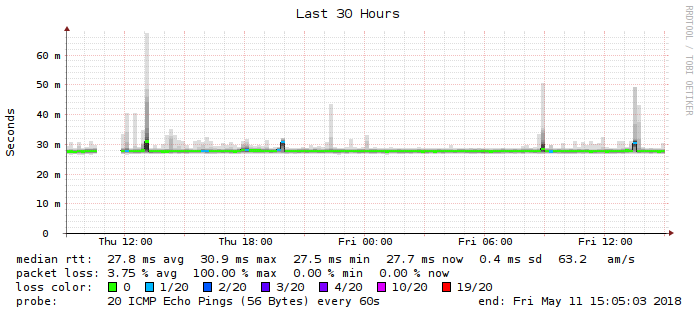 Last 30 Hours
RRDTOOL / TOBI OETIKER
Seconds
60 m
50 m
40 m
30 m
20 m
10 m
0
Thu 12:00 Thu 18:00 Fri 00:00 Fri 06:00 Fri 12:00
median rtt: 27.8 ms avg 30.9 ms max 27.5 ms min 27.7 ms now 0.4 ms sd 63.2 am/s
packet loss: 3.75 % avg 100.00 % max 0.00 % min 0.00 % now
loss color: 0 1/20 2/20 3/20 4/20 10/20 19/20
probe: 20 ICMP Echo Pings (56 Bytes) every 60s end: Fri May 11 15:05:03 2018